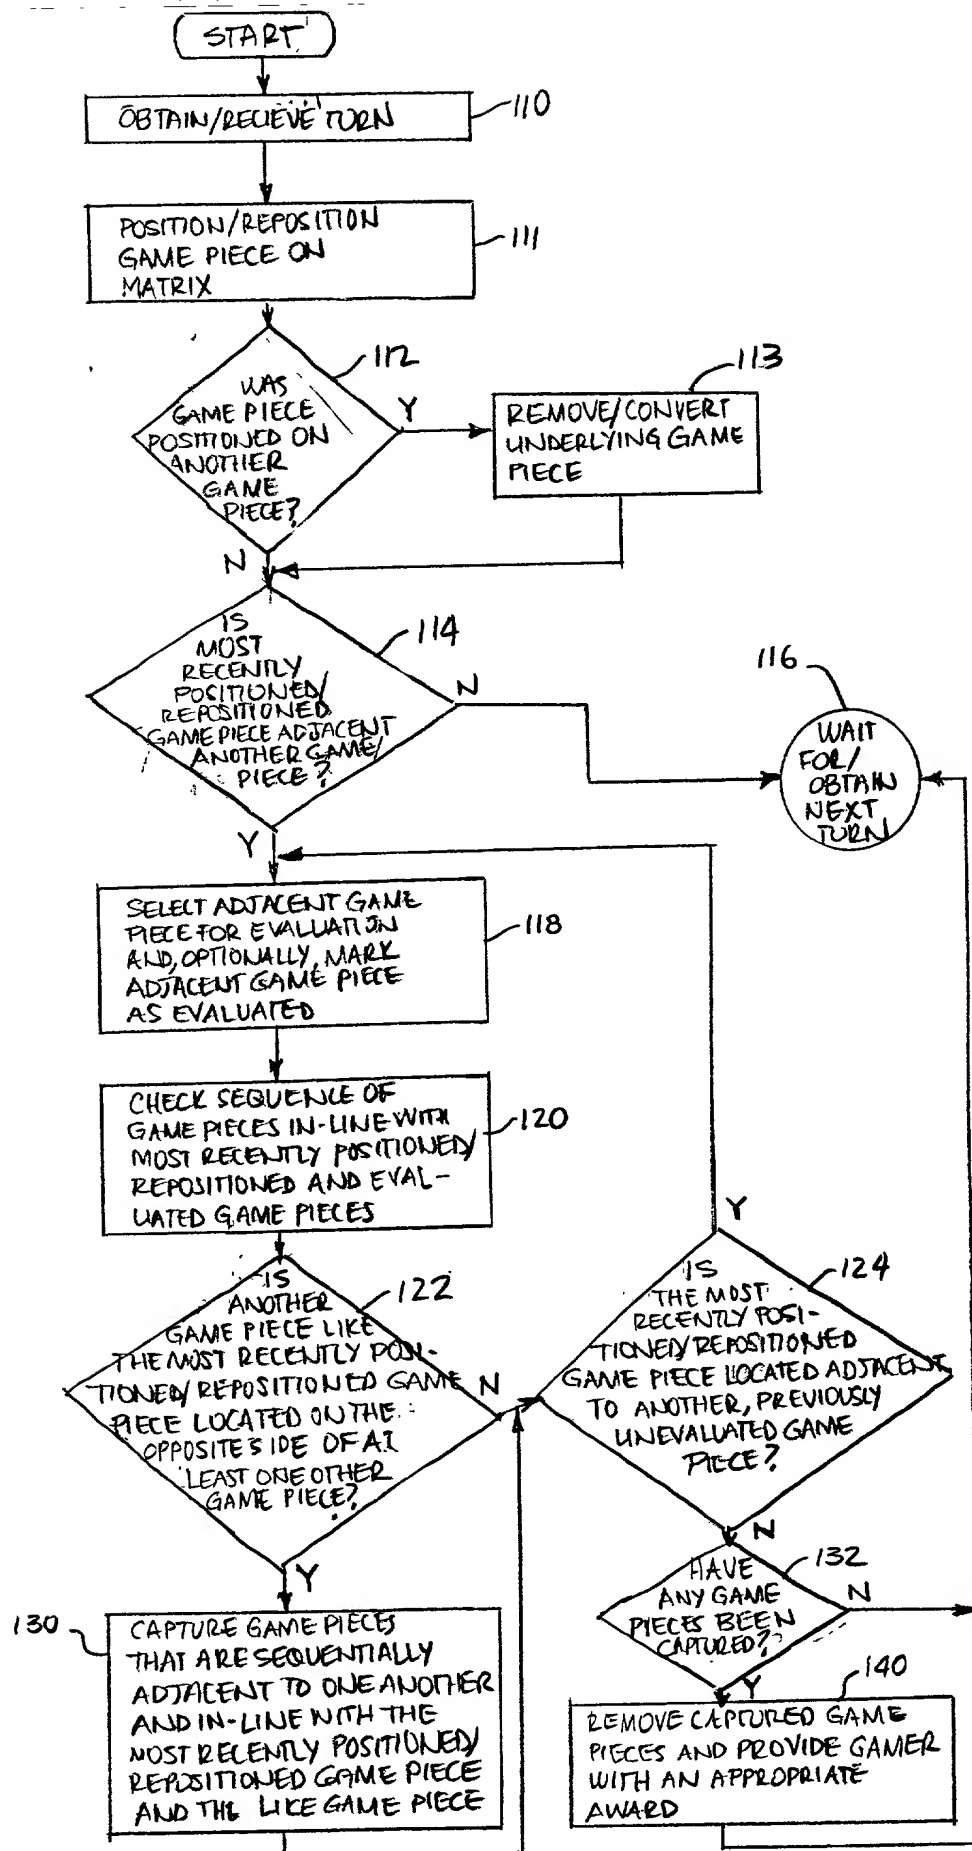 START
OBTAIN/RECIEVE TURN
110
POSITION/REPOSITION
GAME PIECE ON
MATRIX
111
112
WAS
GAME PIECE
POSITIONED ON
ANOTHER
GAME
PIECE?
Y
N
113
REMOVE/CONVERT
UNDERLYING GAME
PIECE
114
IS
MOST
RECENTLY
POSITIONED/
REPOSITIONED
GAME PIECE ADJACENT
ANOTHER GAME/
PIECE?
N
Y
116
WAIT
FOR/
OBTAIN
NEXT
TURN
SELECT ADJACENT GAME
PIECE FOR EVALUATION
AND, OPTIONALLY, MARK
ADJACENT GAME PIECE
AS EVALUATED
118
CHECK SEQUENCE OF
GAME PIECES IN-LINE WITH
MOST RECENTLY POSITIONED/
REPOSITIONED AND EVAL-
UATED GAME PIECES
120
122
IS
ANOTHER
GAME PIECE LIKE
THE MOST RECENTLY POSI-
TIONED/REPOSITIONED GAME
PIECE LOCATED ON THE
OPPOSITE SIDE OF AT
LEAST ONE OTHER
GAME PIECE?
N
Y
124
Y
IS
THE MOST
RECENTLY POSI-
TIONED/REPOSITIONED
GAME PIECE LOCATED ADJACENT
TO ANOTHER, PREVIOUSLY
UNEVALUATED GAME
PIECE?
N
132
HAVE
ANY GAME
PIECES BEEN
CAPTURED?
N
Y
130
CAPTURE GAME PIECES
THAT ARE SEQUENTIALLY
ADJACENT TO ONE ANOTHER
AND IN-LINE WITH THE
MOST RECENTLY POSITIONED/
REPOSITIONED GAME PIECE
AND THE LIKE GAME PIECE
140
REMOVE CAPTURED GAME
PIECES AND PROVIDE GAMER
WITH AN APPROPRIATE
AWARD